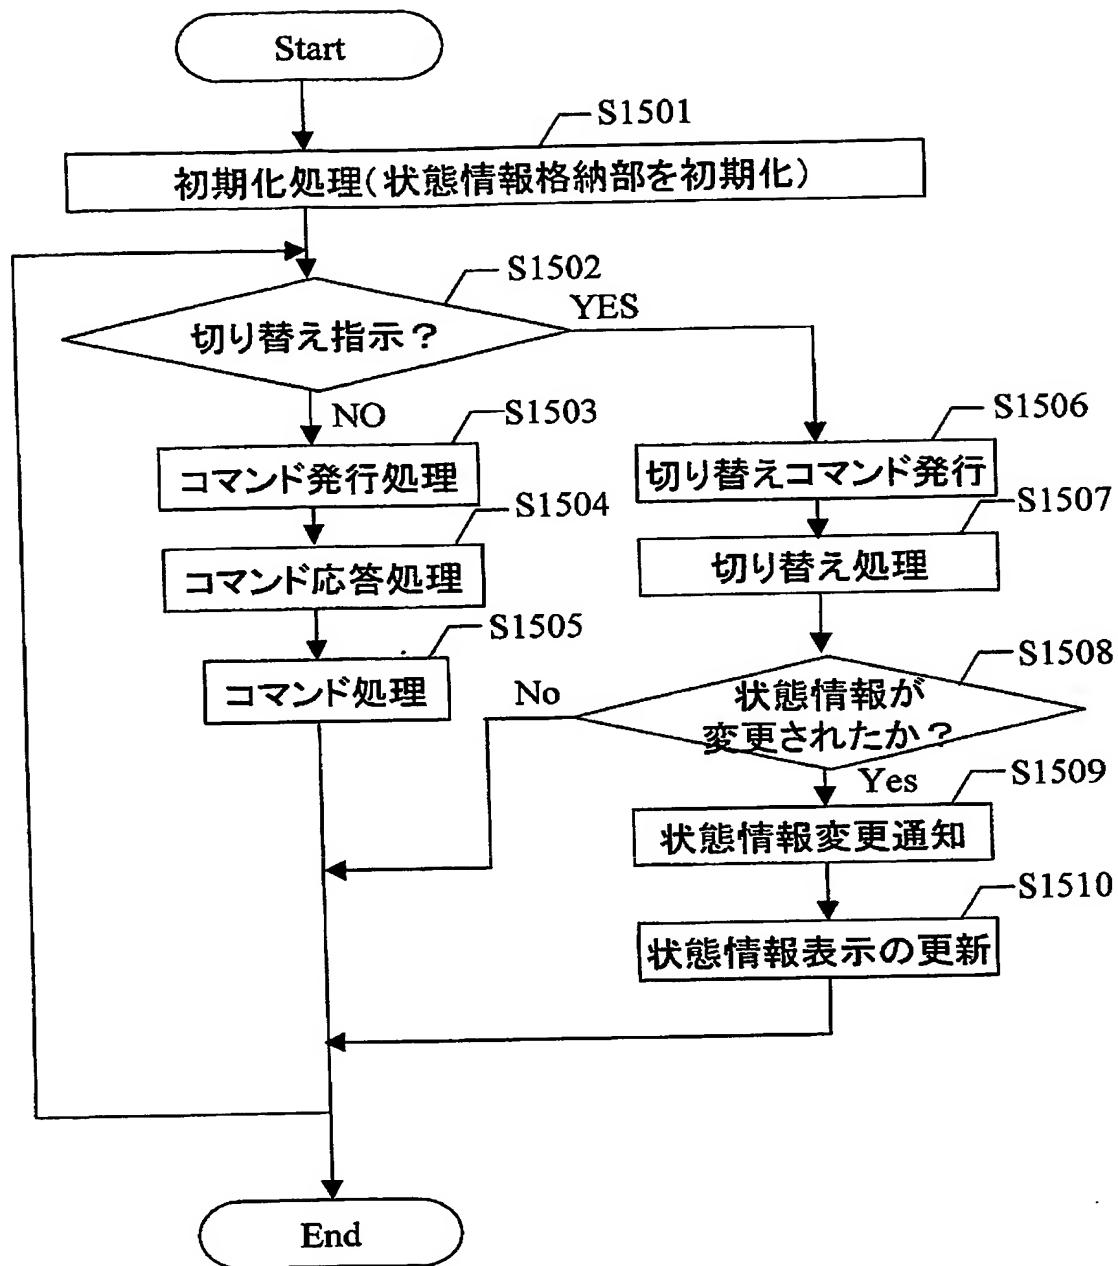 Start
S1501
初期化処理(状態情報格納部を初期化)
S1502
切り替え指示?
YES
NO
S1503
コマンド発行処理
S1504
コマンド応答処理
S1505
コマンド処理
S1506
切り替えコマンド発行
S1507
切り替え処理
S1508
状態情報が
変更されたか?
No
Yes
S1509
状態情報変更通知
S1510
状態情報表示の更新
End